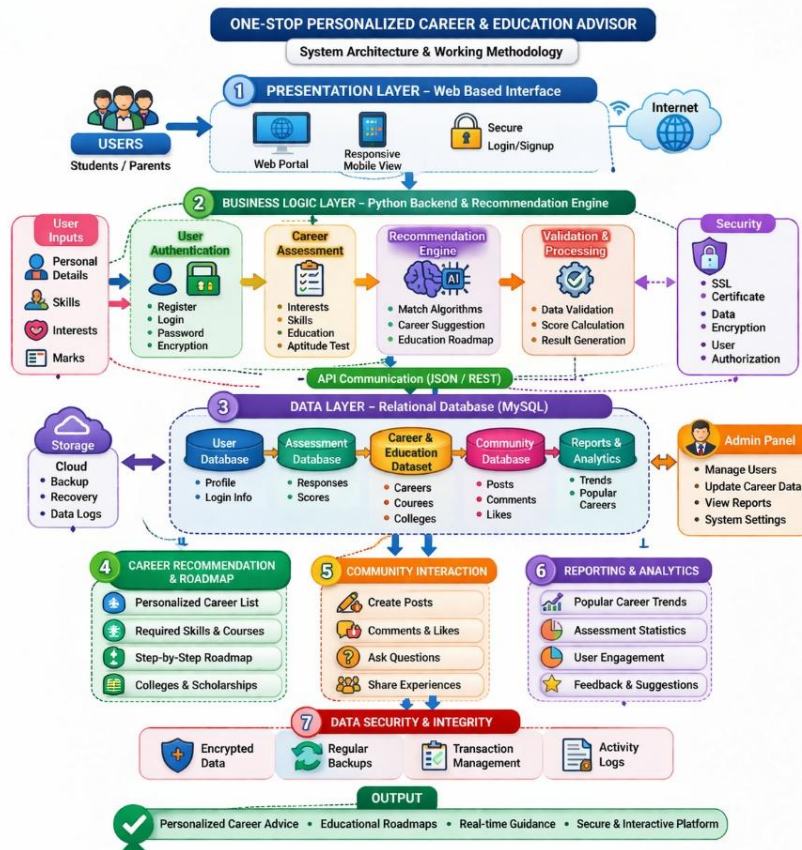 ONE-STOP PERSONALIZED CAREER & EDUCATION ADVISOR
System Architecture & Working Methodology
1 PRESENTATION LAYER – Web Based Interface
USERS
Students / Parents
Web Portal
Responsive
Mobile View
Secure
Login/Signup
Internet
2 BUSINESS LOGIC LAYER – Python Backend & Recommendation Engine
User
Inputs
Personal
Details
Skills
Interests
Marks
User
Authentication
• Register
• Login
• Password
• Encryption
Career
Assessment
• Interests
• Skills
• Education
• Aptitude Test
Recommendation
Engine
AI
• Match Algorithms
• Career Suggestion
• Education Roadmap
Validation &
Processing
• Data Validation
• Score Calculation
• Result Generation
Security
• SSL
• Certificate
• Data
• Encryption
• User
• Authorization
API Communication (JSON / REST)
3 DATA LAYER – Relational Database (MySQL)
Storage
Cloud
• Backup
• Recovery
• Data Logs
User
Database
• Profile
• Login Info
Assessment
Database
• Responses
• Scores
Career &
Education
Dataset
• Careers
• Courees
• Colleges
Community
Database
• Posts
• Comments
• Likes
Reports &
Analytics
• Trends
• Popular
Careers
Admin Panel
• Manage Users
• Update Career Data
• View Reports
• System Settings
4 CAREER RECOMMENDATION
& ROADMAP
Personalized Career List
Required Skills & Courses
Step-by-Step Roadmap
Colleges & Scholarships
5 COMMUNITY INTERACTION
Create Posts
Comments & Likes
Ask Questions
Share Experiences
6 REPORTING & ANALYTICS
Popular Career Trends
Assessment Statistics
User Engagement
Feedback & Suggestions
7 DATA SECURITY & INTEGRITY
Encrypted
Data
Regular
Backups
Transaction
Management
Activity
Logs
OUTPUT
Personalized Career Advice • Educational Roadmaps • Real-time Guidance • Secure & Interactive Platform